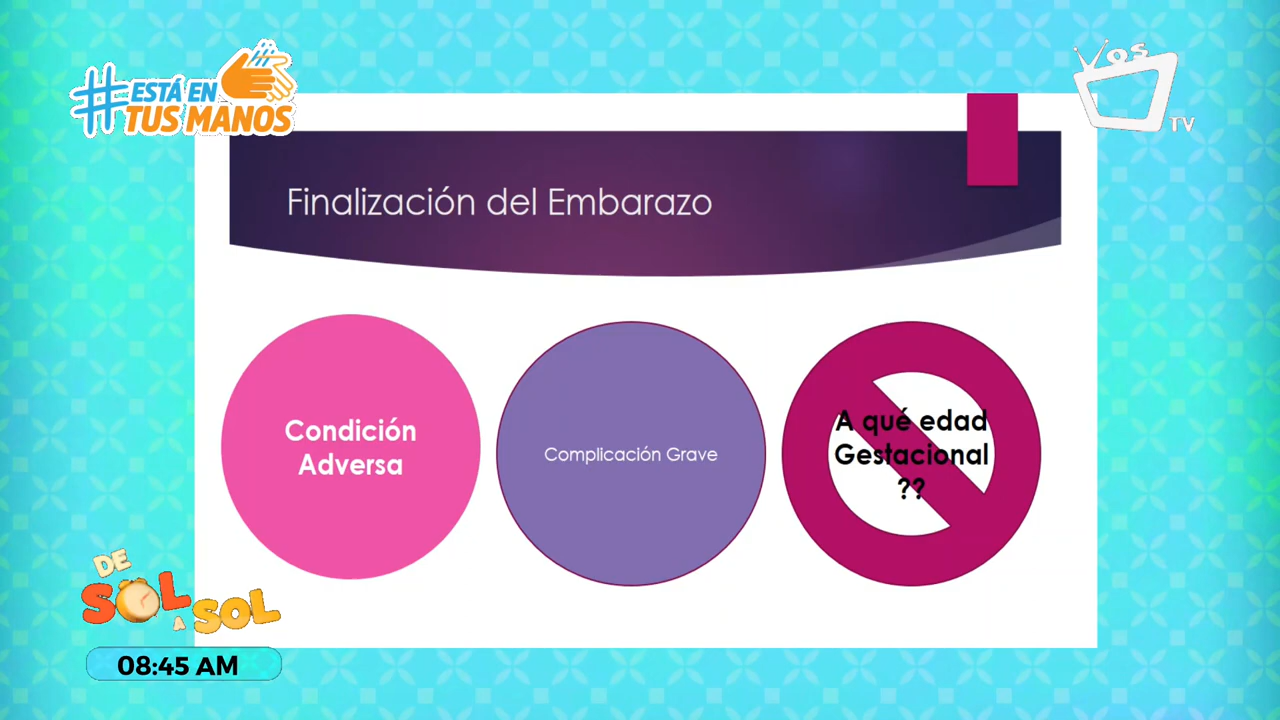 #ESTÁ EN
TUS MANOS
VOS
TV
Finalización del Embarazo
Condición
Adversa
Complicación Grave
A qué edad
Gestacional
??
DE
SOL
A
SOL
08:45 AM